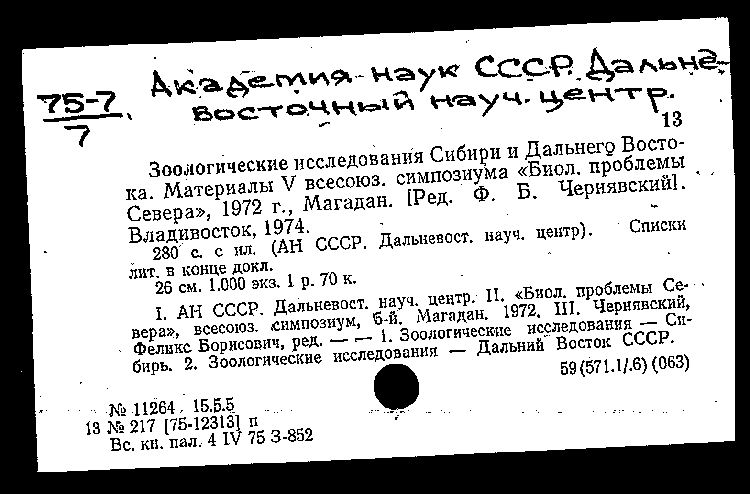 Академия наук СССР. Дальне-
восточный науч. центр.
75-7
7
13
Зоологические исследования Сибири и Дальнего Восто-
ка. Материалы V всесоюз. симпозиума «Биол. проблемы
Севера», 1972 г., Магадан. [Ред. Ф. Б. Чернявский].
Владивосток, 1974.
280 с. с ил. (АН СССР. Дальневост. науч. центр). Списки
лит. в конце докл.
26 см. 1.000 экз. 1 р. 70 к.
I. АН СССР. Дальневост. науч. центр. II. «Биол. проблемы Се-
вера», всесоюз. симпозиум, 5-й. Магадан. 1972. III. Чернявский,
Феликс Борисович, ред. — — 1. Зоологические исследования — Си-
бирь. 2. Зоологические исследования — Дальний Восток СССР.
59(571.1/.6)(063)
№ 11264 15.5.5
13 № 217 [75-12313] п
Вс. кн. пал. 4 IV 75 З-852